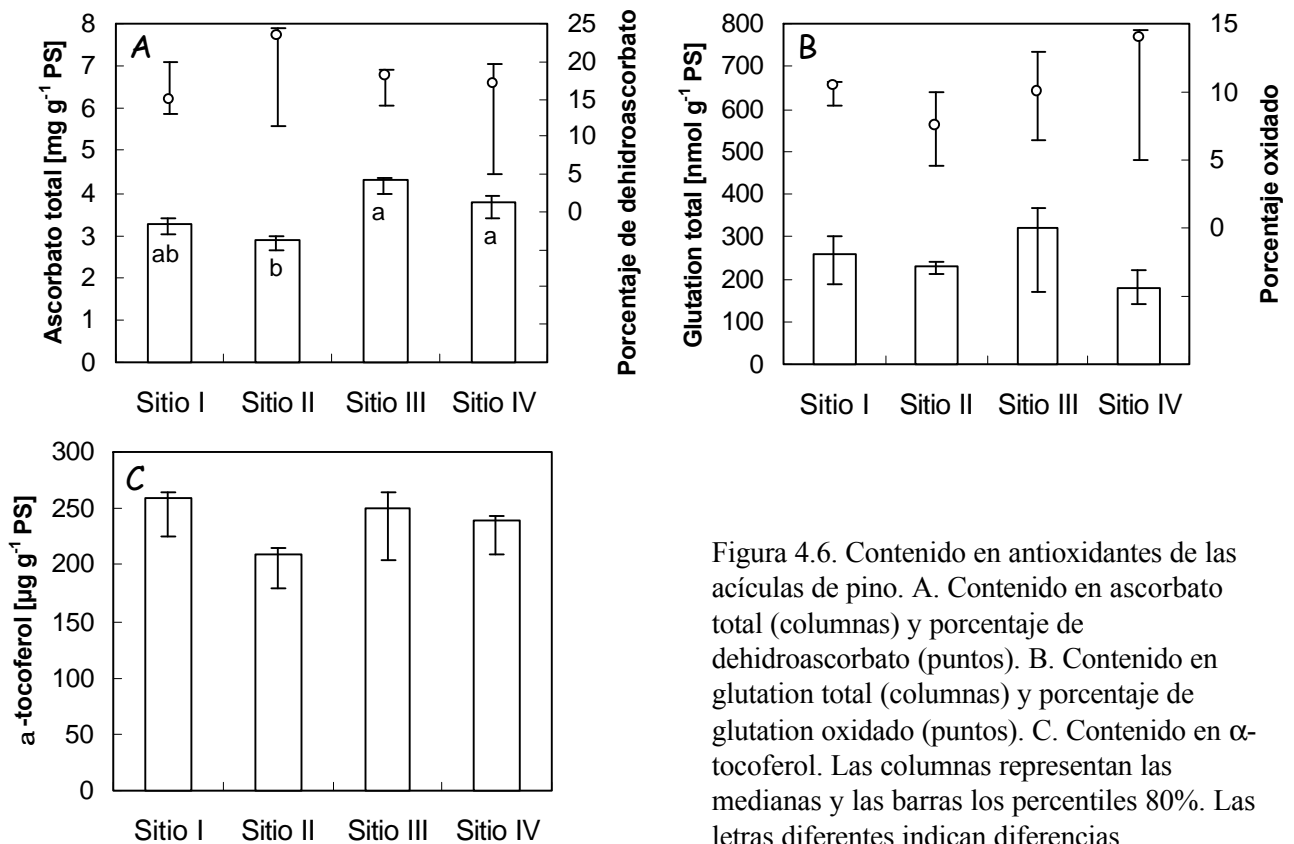 A
Ascorbato total [mg g⁻¹ PS]
8
7
6
5
4
3
2
1
0
25
20
15
10
5
0
Porcentaje de dehidroascorbato
ab
b
a
a
Sitio I Sitio II Sitio III Sitio IV
B
Glutation total [nmol g⁻¹ PS]
800
700
600
500
400
300
200
100
0
15
10
5
0
Porcentaje oxidado
Sitio I Sitio II Sitio III Sitio IV
C
a -tocoferol [µg g⁻¹ PS]
300
250
200
150
100
50
0
Sitio I Sitio II Sitio III Sitio IV
Figura 4.6. Contenido en antioxidantes de las
acículas de pino. A. Contenido en ascorbato
total (columnas) y porcentaje de
dehidroascorbato (puntos). B. Contenido en
glutation total (columnas) y porcentaje de
glutation oxidado (puntos). C. Contenido en α-
tocoferol. Las columnas representan las
medianas y las barras los percentiles 80%. Las
letras diferentes indican diferencias